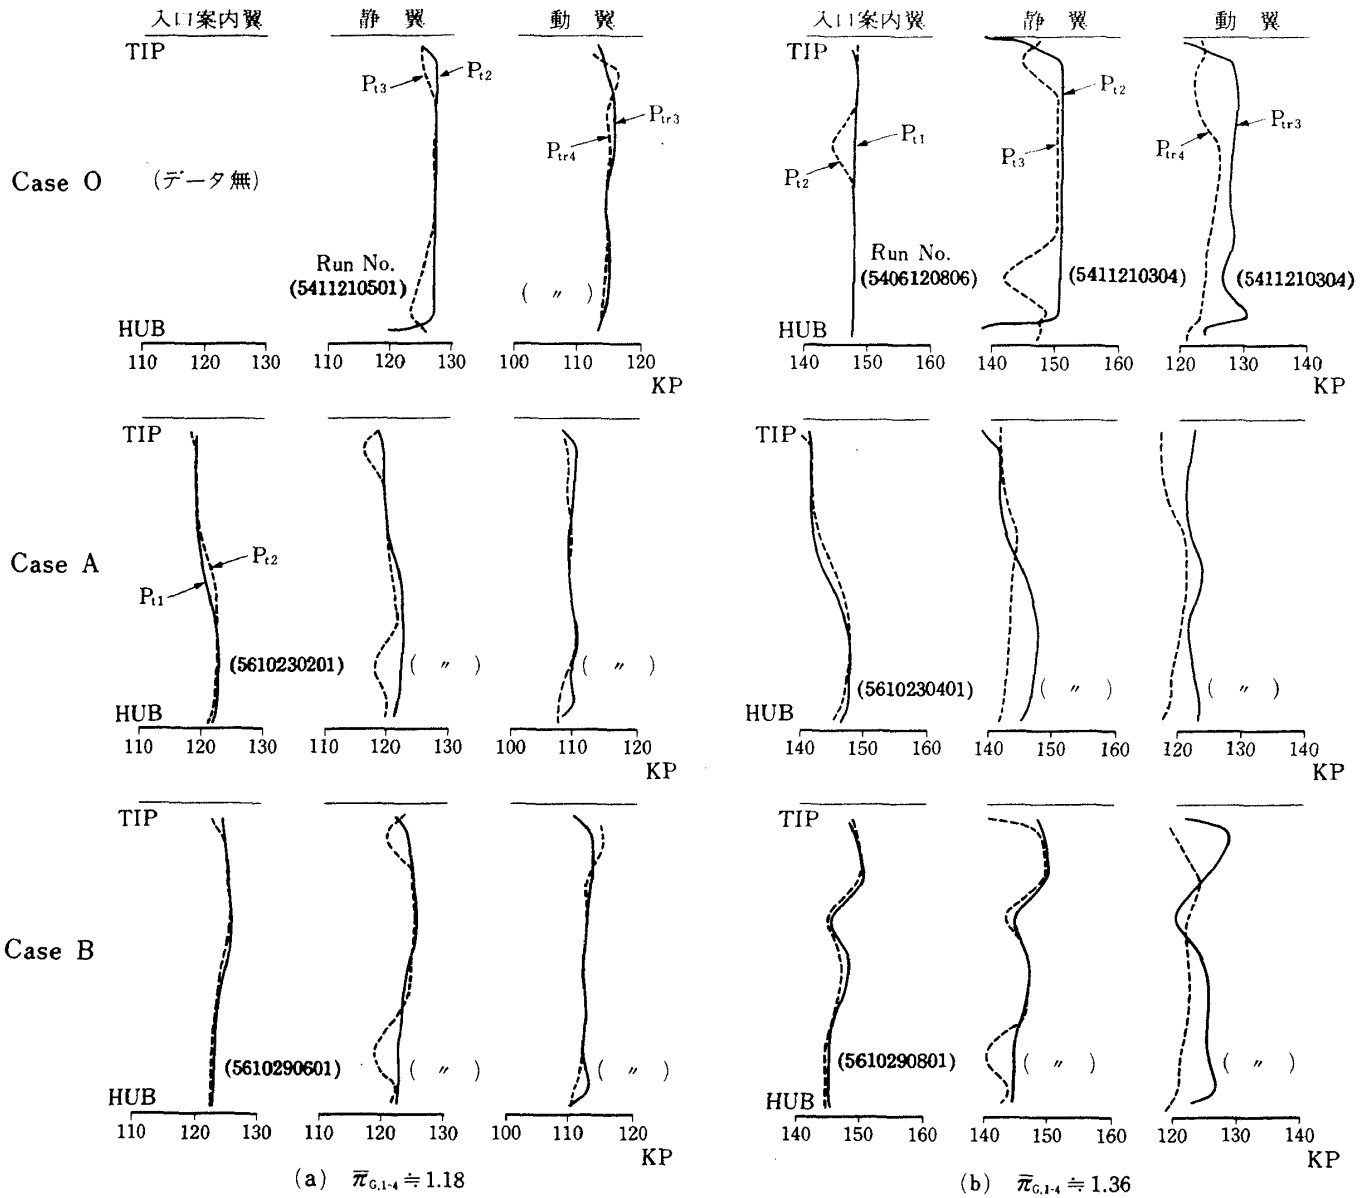 入口案内翼 静翼 動翼 入口案内翼 静翼 動翼
TIP TIP
Pt3 Pt2 Ptr3 Ptr4 Pt1 Pt2 Pt2 Pt3 Ptr3 Ptr4
Case O (データ無)
Run No. (5411210501) ( 〃 ) Run No. (5406120806) (5411210304) (5411210304)
HUB HUB
110 120 130 110 120 130 100 110 120 140 150 160 140 150 160 120 130 140
KP KP
TIP TIP
Case A
Pt2
Pt1
(5610230201) ( 〃 ) ( 〃 ) (5610230401) ( 〃 ) ( 〃 )
HUB HUB
110 120 130 110 120 130 100 110 120 140 150 160 140 150 160 120 130 140
KP KP
TIP TIP
Case B
(5610290601) ( 〃 ) ( 〃 ) (5610290801) ( 〃 ) ( 〃 )
HUB HUB
110 120 130 110 120 130 100 110 120 140 150 160 140 150 160 120 130 140
KP KP
(a) π̅G,1-4≒1.18 (b) π̅G,1-4≒1.36